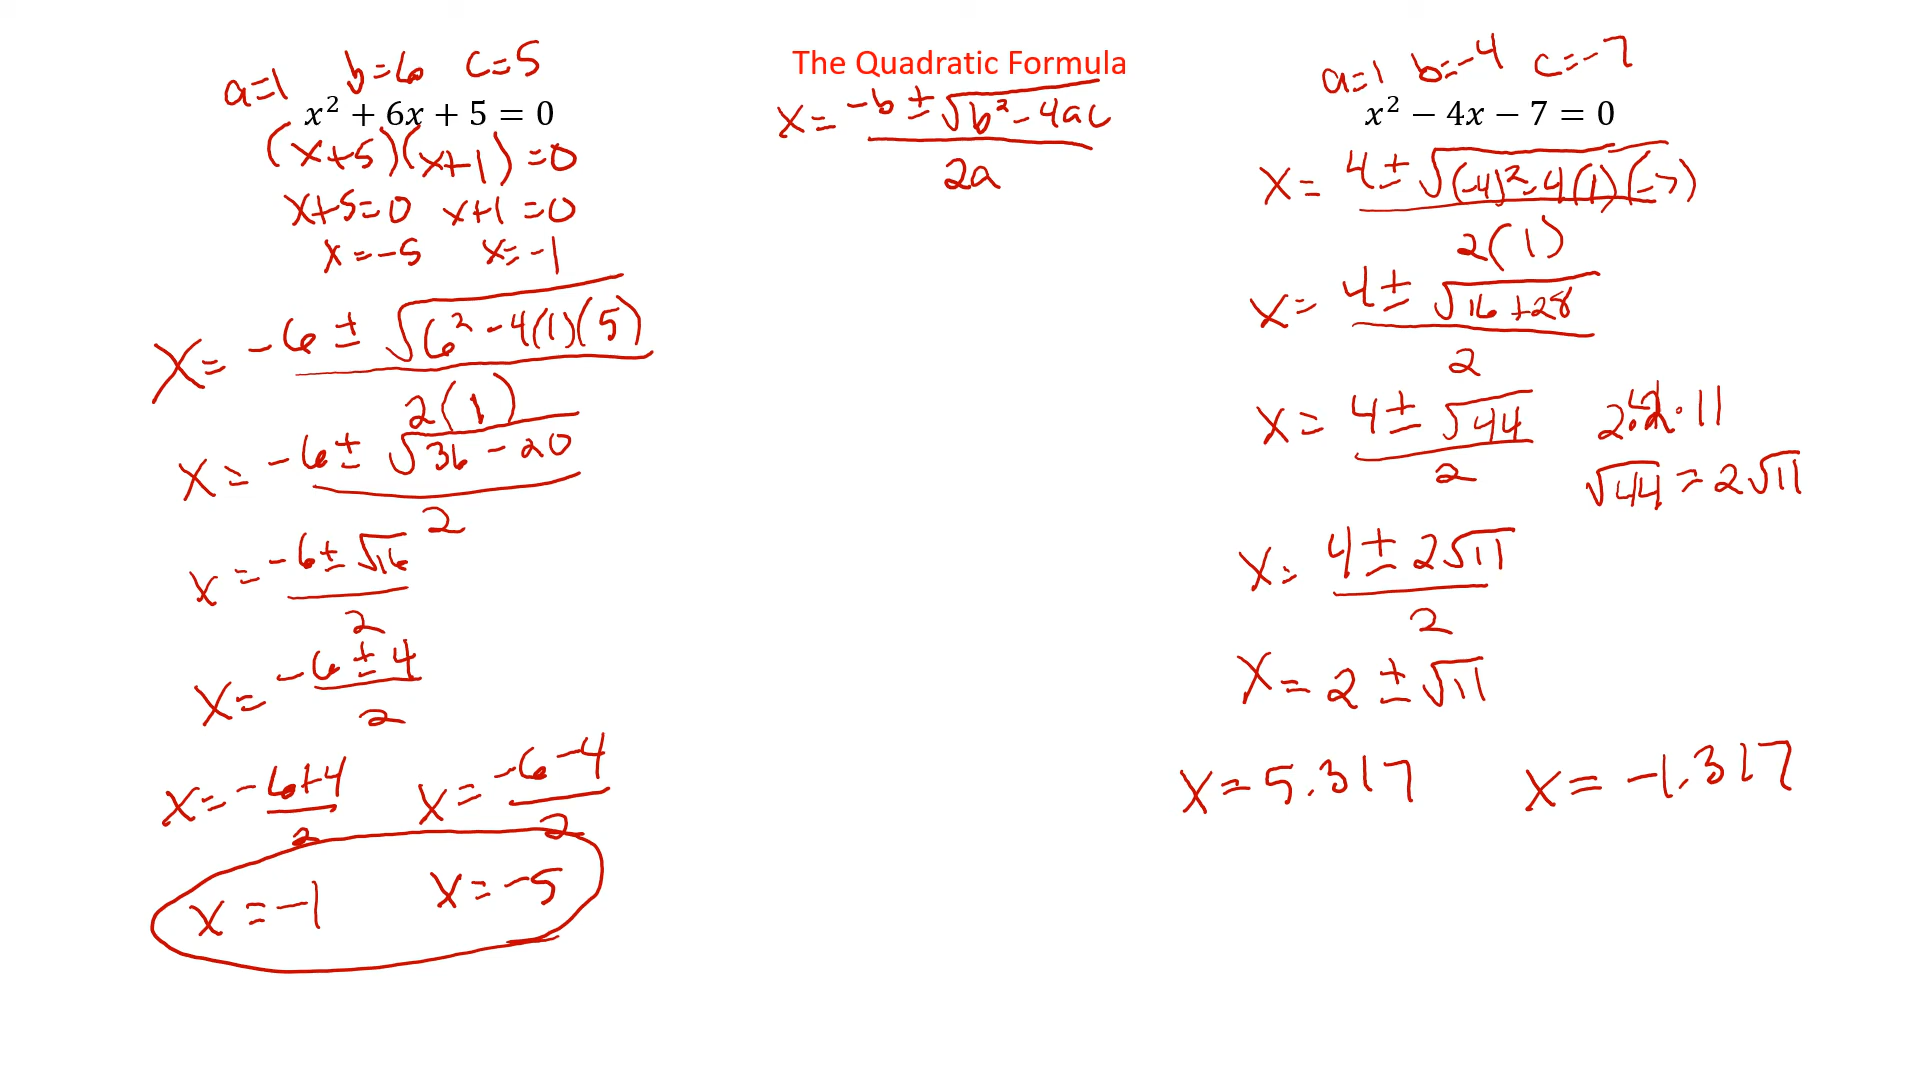 The Quadratic Formula
x = (-b ± √(b² - 4ac)) / 2a
a=1 b=6 c=5
x² + 6x + 5 = 0
(x+5)(x+1) = 0
x+5=0 x+1=0
x=-5 x=-1
x = (-6 ± √(6² - 4(1)(5))) / 2(1)
x = (-6 ± √(36 - 20)) / 2
x = (-6 ± √16) / 2
x = (-6 ± 4) / 2
x = (-6+4) / 2 x = (-6-4) / 2
x = -1 x = -5
a=1 b=-4 c=-7
x² − 4x − 7 = 0
x = (4 ± √((-4)² - 4(1)(-7))) / 2(1)
x = (4 ± √(16 + 28)) / 2
x = (4 ± √44) / 2
2·2·11
√44 = 2√11
x = (4 ± 2√11) / 2
x = 2 ± √11
x = 5.317 x = -1.317